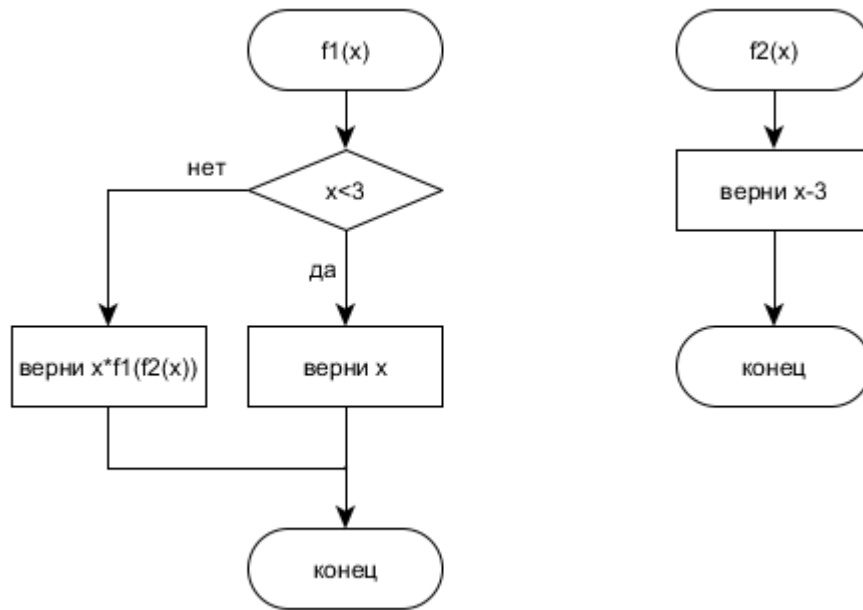 f1(x)
f2(x)
нет
x<3
верни x-3
да
верни x*f1(f2(x))
верни x
конец
конец